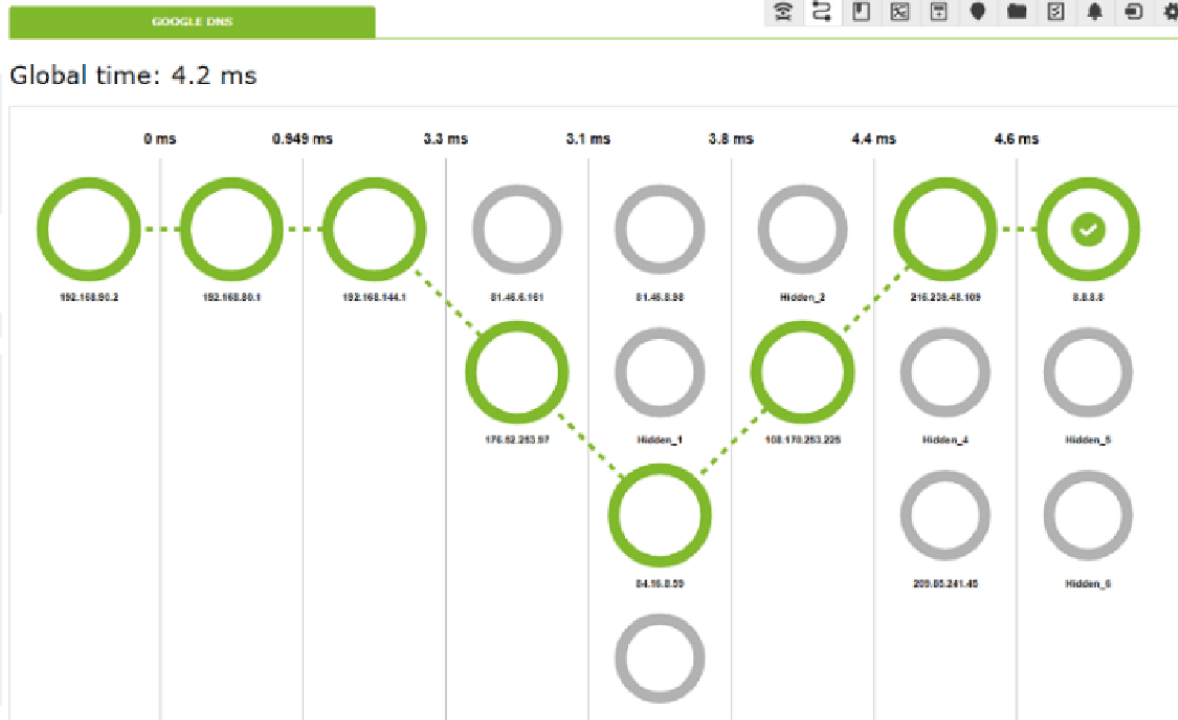 GOOGLE DNS
Global time: 4.2 ms
0 ms 0.949 ms 3.3 ms 3.1 ms 3.8 ms 4.4 ms 4.6 ms
192.168.90.2 192.168.80.1 192.168.144.1 81.46.6.161 81.46.8.98 Hidden_2 216.239.48.109 8.8.8.8
176.52.253.97 Hidden_1 108.170.253.225 Hidden_4 Hidden_5
84.16.8.59 209.85.241.45 Hidden_6